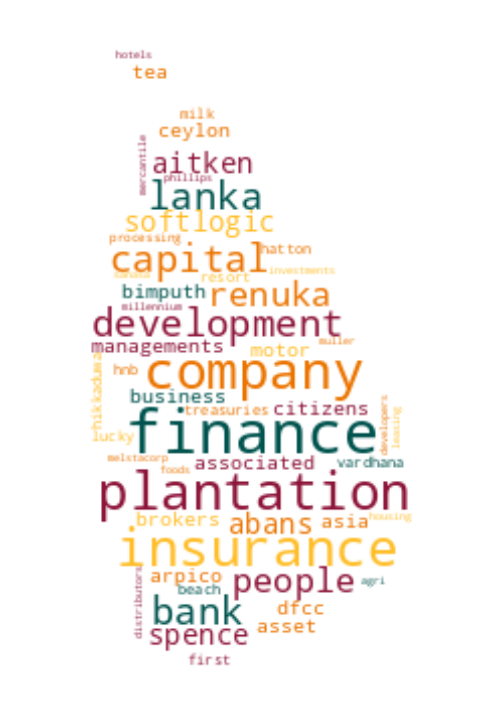 hotels
tea
milk
ceylon
mercantile
aitken
phillips
lanka
softlogic
processing
hatton
capital
investments
resort
bimputh
renuka
millennium
development
muller
managements
motor
hnb
company
hikkaduwa
business
treasuries
citizens
developers
leasing
lucky
finance
melstacorp
associated
vardhana
foods
plantation
brokers
abans
asia
housing
insurance
distributors
arpico
people
agri
beach
bank
dfcc
spence
asset
first